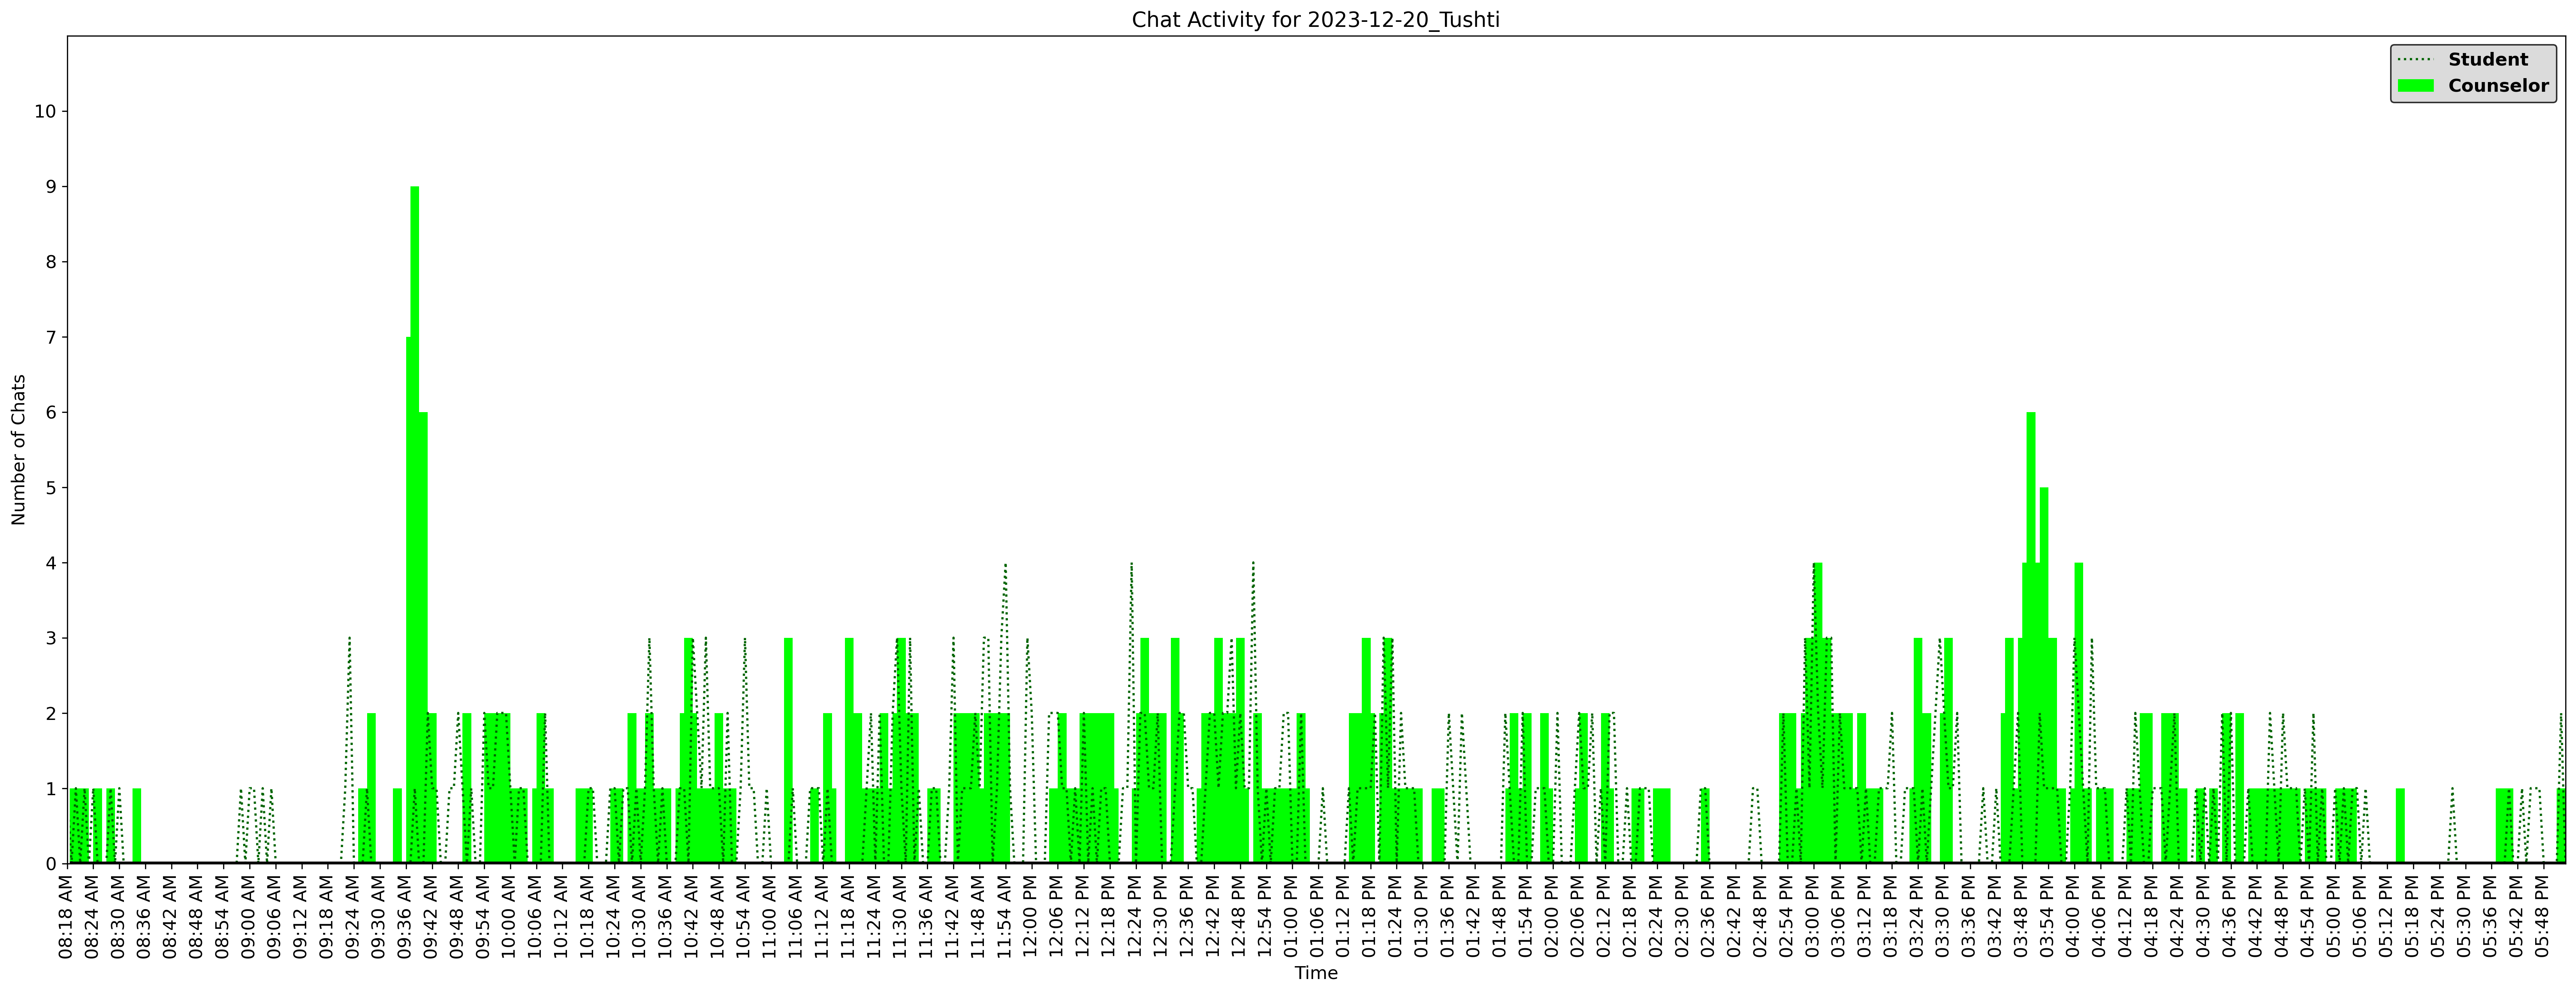 Chat Activity for 2023-12-20_Tushti
Student
Counselor
Number of Chats
10
9
8
7
6
5
4
3
2
1
0
08:18 AM
08:24 AM
08:30 AM
08:36 AM
08:42 AM
08:48 AM
08:54 AM
09:00 AM
09:06 AM
09:12 AM
09:18 AM
09:24 AM
09:30 AM
09:36 AM
09:42 AM
09:48 AM
09:54 AM
10:00 AM
10:06 AM
10:12 AM
10:18 AM
10:24 AM
10:30 AM
10:36 AM
10:42 AM
10:48 AM
10:54 AM
11:00 AM
11:06 AM
11:12 AM
11:18 AM
11:24 AM
11:30 AM
11:36 AM
11:42 AM
11:48 AM
11:54 AM
12:00 PM
12:06 PM
12:12 PM
12:18 PM
12:24 PM
12:30 PM
12:36 PM
12:42 PM
12:48 PM
12:54 PM
01:00 PM
01:06 PM
01:12 PM
01:18 PM
01:24 PM
01:30 PM
01:36 PM
01:42 PM
01:48 PM
01:54 PM
02:00 PM
02:06 PM
02:12 PM
02:18 PM
02:24 PM
02:30 PM
02:36 PM
02:42 PM
02:48 PM
02:54 PM
03:00 PM
03:06 PM
03:12 PM
03:18 PM
03:24 PM
03:30 PM
03:36 PM
03:42 PM
03:48 PM
03:54 PM
04:00 PM
04:06 PM
04:12 PM
04:18 PM
04:24 PM
04:30 PM
04:36 PM
04:42 PM
04:48 PM
04:54 PM
05:00 PM
05:06 PM
05:12 PM
05:18 PM
05:24 PM
05:30 PM
05:36 PM
05:42 PM
05:48 PM
Time